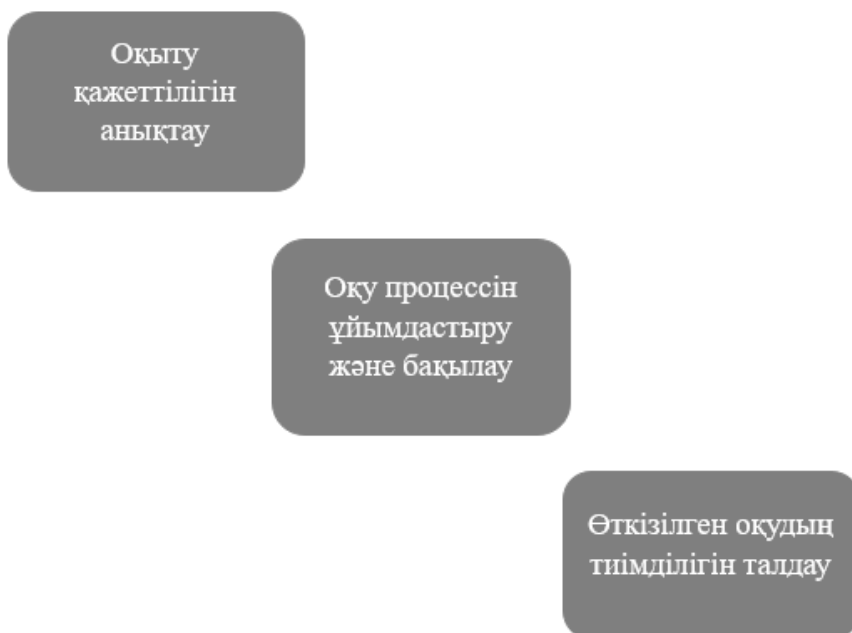 Оқыту
қажеттілігін
анықтау
Оқу процессін
ұйымдастыру
және бақылау
Өткізілген оқудың
тиімділігін талдау